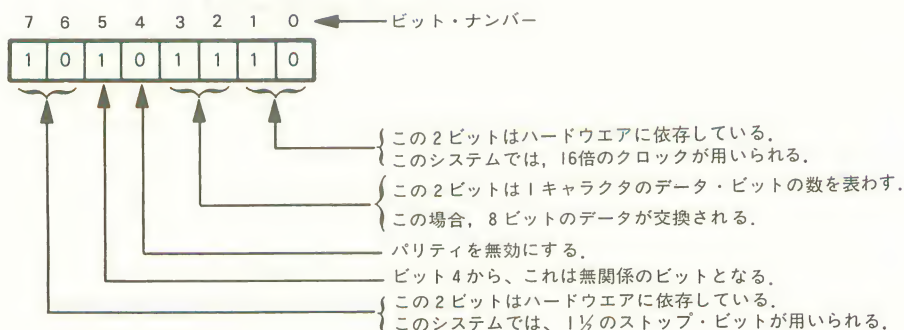 7 6 5 4 3 2 1 0 ビット・ナンバー
1 0 1 0 1 1 1 0
この2ビットはハードウエアに依存している.
このシステムでは, 16倍のクロックが用いられる.
この2ビットは1キャラクタのデータ・ビットの数を表わす.
この場合, 8ビットのデータが交換される.
パリティを無効にする.
ビット4から、これは無関係のビットとなる.
この2ビットはハードウエアに依存している.
このシステムでは、1½のストップ・ビットが用いられる.